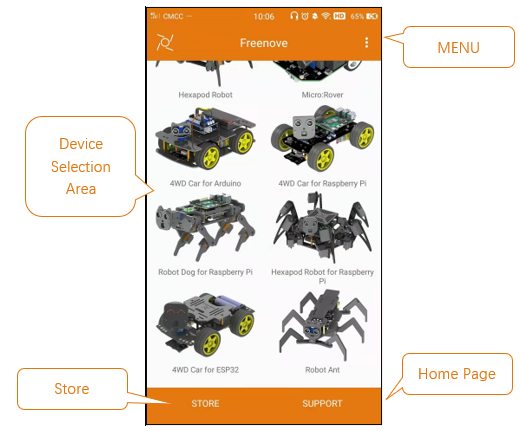 CMCC
10:06
HD
65%
Freenove
MENU
Hexapod Robot
Micro:Rover
Device
Selection
Area
4WD Car for Arduino
4WD Car for Raspberry Pi
Robot Dog for Raspberry Pi
Hexapod Robot for Raspberry
Pi
4WD Car for ESP32
Robot Ant
Store
Home Page
STORE
SUPPORT